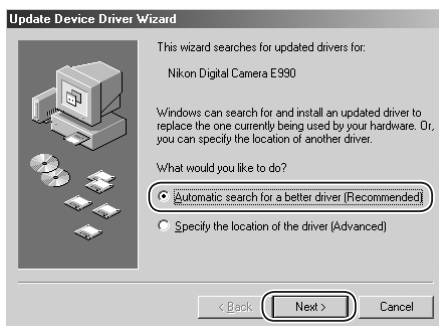 Update Device Driver Wizard
This wizard searches for updated drivers for:
Nikon Digital Camera E990
Windows can search for and install an updated driver to
replace the one currently being used by your hardware. Or,
you can specify the location of another driver.
What would you like to do?
Automatic search for a better driver (Recommended)
Specify the location of the driver (Advanced)
< Back Next > Cancel